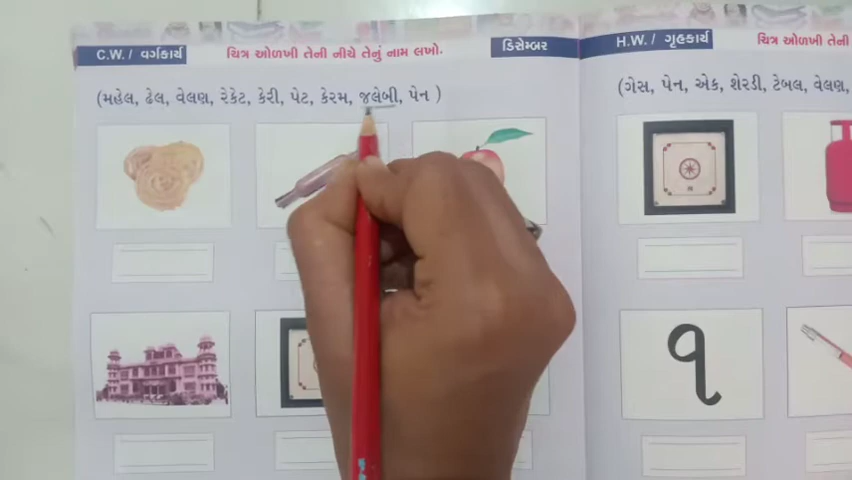 C.W. / વર્ગકાર્ય
ચિત્ર ઓળખી તેની નીચે તેનું નામ લખો.
ડિસેમ્બર
(મહેલ, ઢેલ, વેલણ, રેકેટ, કેરી, પેટ, કેરમ, જલેબી, પેન )
H.W. / ગૃહકાર્ય
ચિત્ર ઓળખી તેની
(ગેસ, પેન, એક, શેરડી, ટેબલ, વેલણ,
૧